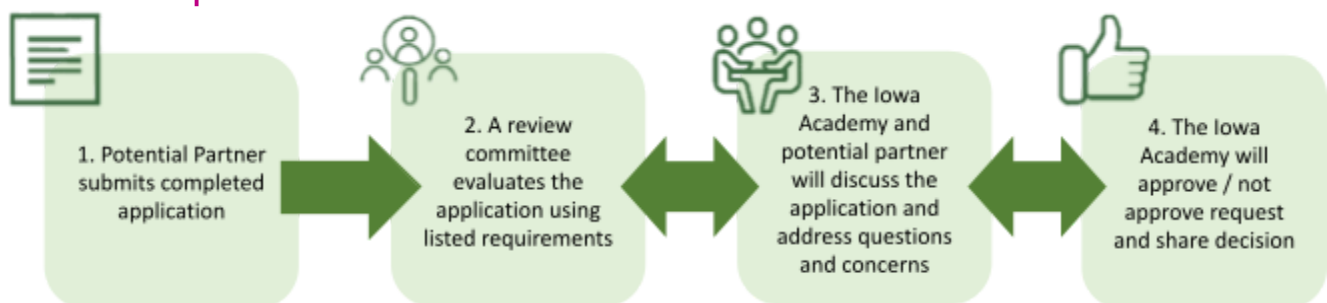 1. Potential Partner
submits completed
application
2. A review
committee
evaluates the
application using
listed requirements
3. The Iowa
Academy and
potential partner
will discuss the
application and
address questions
and concerns
4. The Iowa
Academy will
approve / not
approve request
and share decision